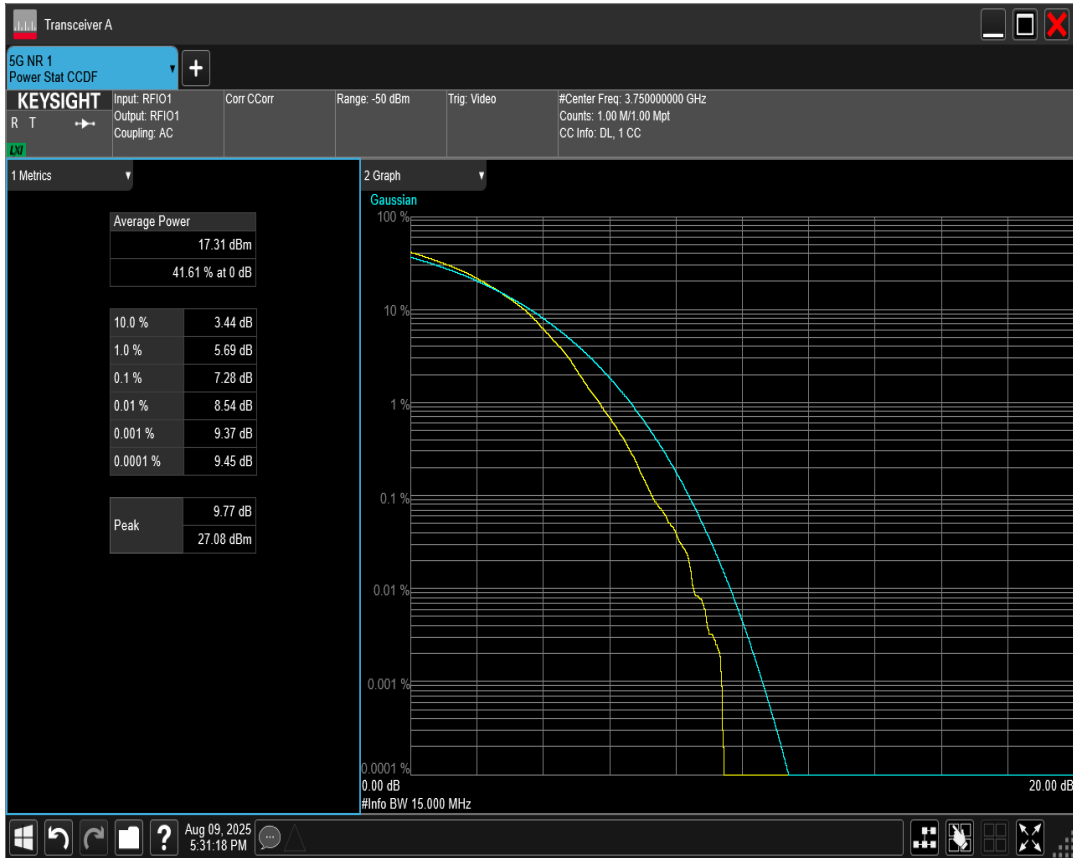 Transceiver A
5G NR 1
Power Stat CCDF
+
KEYSIGHT
R T
LXI
Input: RFIO1
Output: RFIO1
Coupling: AC
Corr CCorr
Range: -50 dBm
Trig: Video
#Center Freq: 3.750000000 GHz
Counts: 1.00 M/1.00 Mpt
CC Info: DL, 1 CC
1 Metrics
Average Power
17.31 dBm
41.61 % at 0 dB
10.0 % 3.44 dB
1.0 % 5.69 dB
0.1 % 7.28 dB
0.01 % 8.54 dB
0.001 % 9.37 dB
0.0001 % 9.45 dB
Peak 9.77 dB
27.08 dBm
2 Graph
Gaussian
100 %
10 %
1 %
0.1 %
0.01 %
0.001 %
0.0001 %
0.00 dB 20.00 dB
#Info BW 15.000 MHz
?
Aug 09, 2025
5:31:18 PM